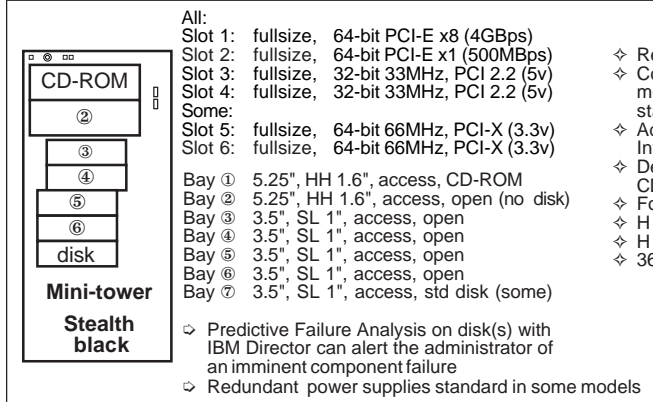 CD-ROM
②
③
④
⑤
⑥
disk
Mini-tower
Stealth
black
All:
Slot 1: fullsize, 64-bit PCI-E x8 (4GBps)
Slot 2: fullsize, 64-bit PCI-E x1 (500MBps)
Slot 3: fullsize, 32-bit 33MHz, PCI 2.2 (5v)
Slot 4: fullsize, 32-bit 33MHz, PCI 2.2 (5v)
Some:
Slot 5: fullsize, 64-bit 66MHz, PCI-X (3.3v)
Slot 6: fullsize, 64-bit 66MHz, PCI-X (3.3v)
Bay ① 5.25", HH 1.6", access, CD-ROM
Bay ② 5.25", HH 1.6", access, open (no disk)
Bay ③ 3.5", SL 1", access, open
Bay ④ 3.5", SL 1", access, open
Bay ⑤ 3.5", SL 1", access, open
Bay ⑥ 3.5", SL 1", access, open
Bay ⑦ 3.5", SL 1", access, std disk (some)
➪ Predictive Failure Analysis on disk(s) with
IBM Director can alert the administrator of
an imminent component failure
➪ Redundant power supplies standard in some models
✧ H
✧ H
✧ 36